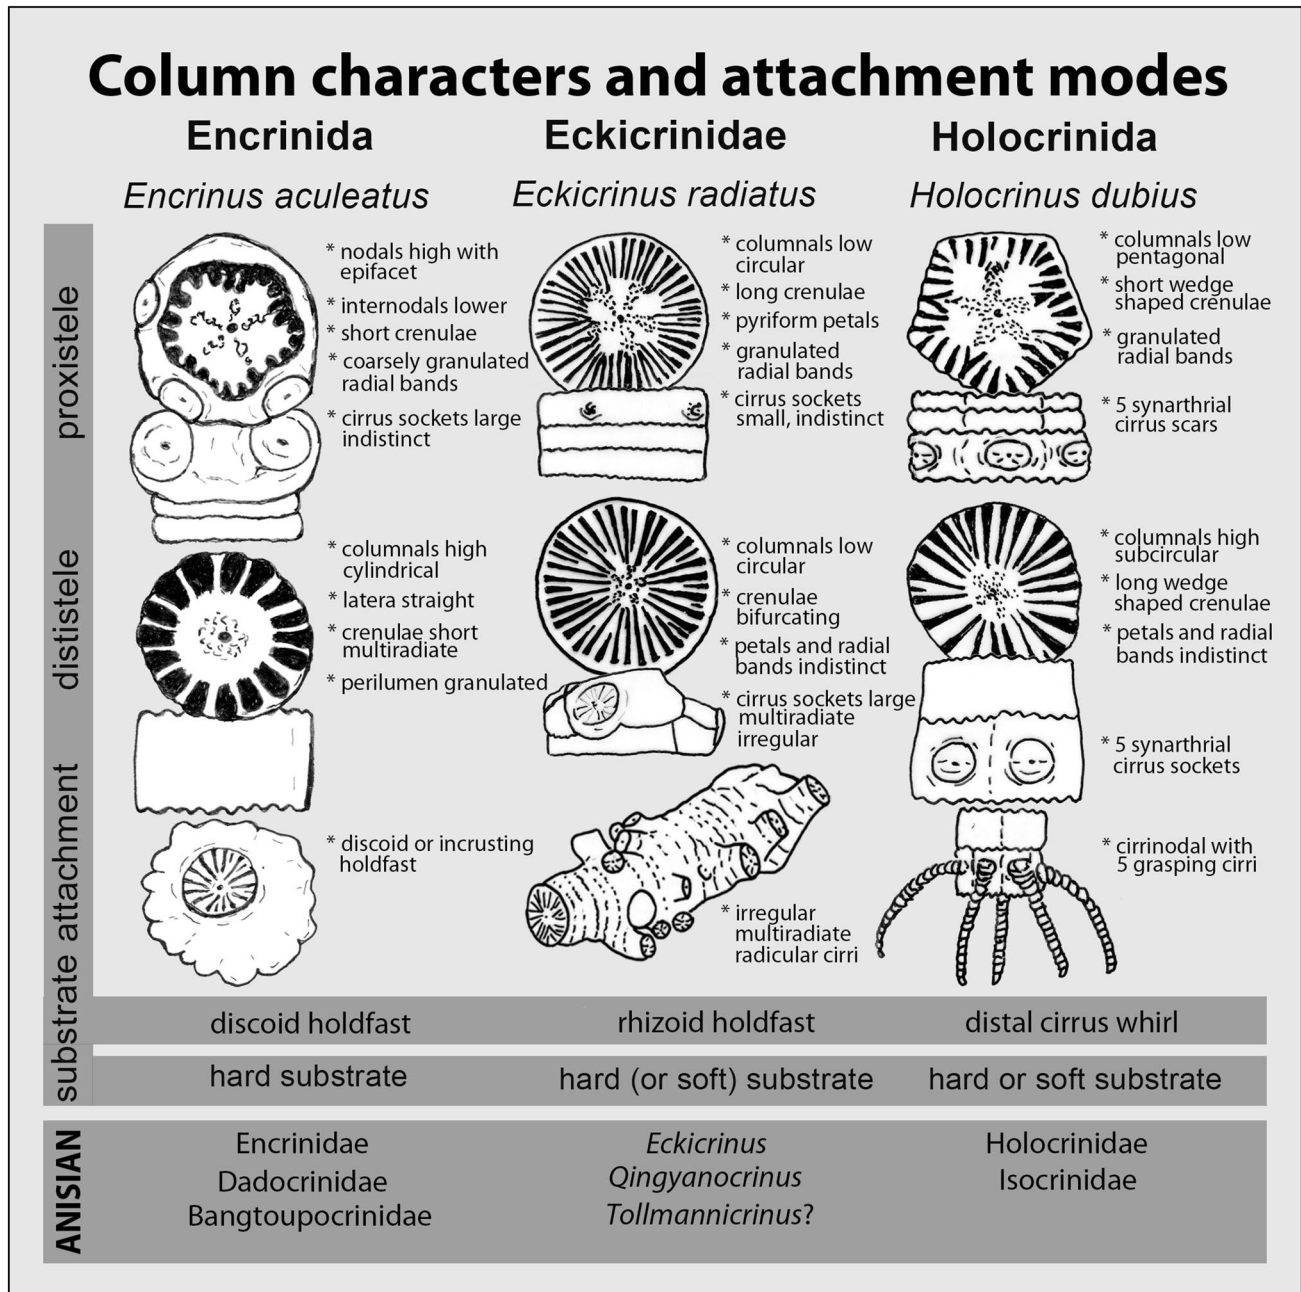 Column characters and attachment modes
Encrinida
Encrinus aculeatus
Eckicrinidae
Eckicrinus radiatus
Holocrinida
Holocrinus dubius
proxistele
* nodals high with
epifacet
* internodals lower
* short crenulae
* coarsely granulated
radial bands
* cirrus sockets large
indistinct
* columnals low
circular
* long crenulae
* pyriform petals
* granulated
radial bands
* cirrus sockets
small, indistinct
* columnals low
pentagonal
* short wedge
shaped crenulae
* granulated
radial bands
* 5 synarthrial
cirrus scars
dististele
* columnals high
cylindrical
* latera straight
* crenulae short
multiradiate
* perilumen granulated
* columnals low
circular
* crenulae
bifurcating
* petals and radial
bands indistinct
* cirrus sockets large
multiradiate
irregular
* columnals high
subcircular
* long wedge
shaped crenulae
* petals and radial
bands indistinct
* 5 synarthrial
cirrus sockets
substrate attachment
* discoid or incrusting
holdfast
* irregular
multiradiate
radicular cirri
* cirrinodal with
5 grasping cirri
discoid holdfast
rhizoid holdfast
distal cirrus whirl
hard substrate
hard (or soft) substrate
hard or soft substrate
ANISIAN
Encrinidae
Dadocrinidae
Bangtoupocrinidae
Eckicrinus
Qingyanocrinus
Tollmannicrinus?
Holocrinidae
Isocrinidae